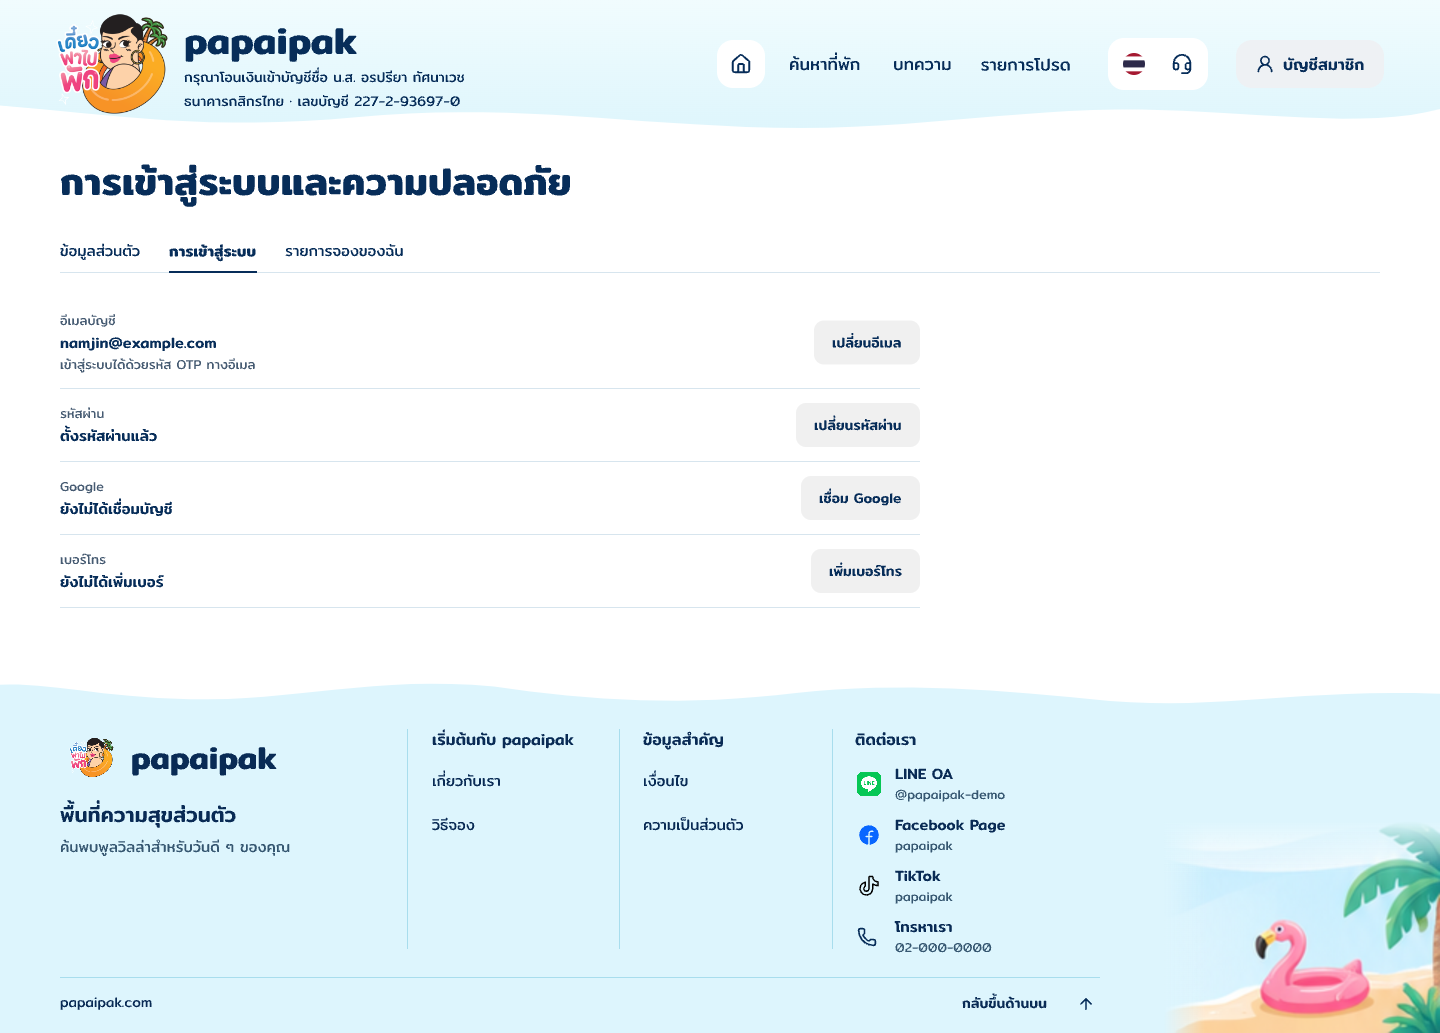 เดี๋ยว
พาไป
พัก
papaipak
กรุณาโอนเงินเข้าบัญชีชื่อ น.ส. อรปรียา ทัศนาเวช
ธนาคารกสิกรไทย · เลขบัญชี 227-2-93697-0
ค้นหาที่พัก
บทความ
รายการโปรด
บัญชีสมาชิก
การเข้าสู่ระบบและความปลอดภัย
ข้อมูลส่วนตัว
การเข้าสู่ระบบ
รายการจองของฉัน
อีเมลบัญชี
namjin@example.com
เข้าสู่ระบบได้ด้วยรหัส OTP ทางอีเมล
เปลี่ยนอีเมล
รหัสผ่าน
ตั้งรหัสผ่านแล้ว
เปลี่ยนรหัสผ่าน
Google
ยังไม่ได้เชื่อมบัญชี
เชื่อม Google
เบอร์โทร
ยังไม่ได้เพิ่มเบอร์
เพิ่มเบอร์โทร
เดี๋ยว
พาไป
พัก
papaipak
พื้นที่ความสุขส่วนตัว
ค้นพบพูลวิลล่าสำหรับวันดี ๆ ของคุณ
เริ่มต้นกับ papaipak
เกี่ยวกับเรา
วิธีจอง
ข้อมูลสำคัญ
เงื่อนไข
ความเป็นส่วนตัว
ติดต่อเรา
LINE
LINE OA
@papaipak-demo
Facebook Page
papaipak
TikTok
papaipak
โทรหาเรา
02-000-0000
papaipak.com
กลับขึ้นด้านบน